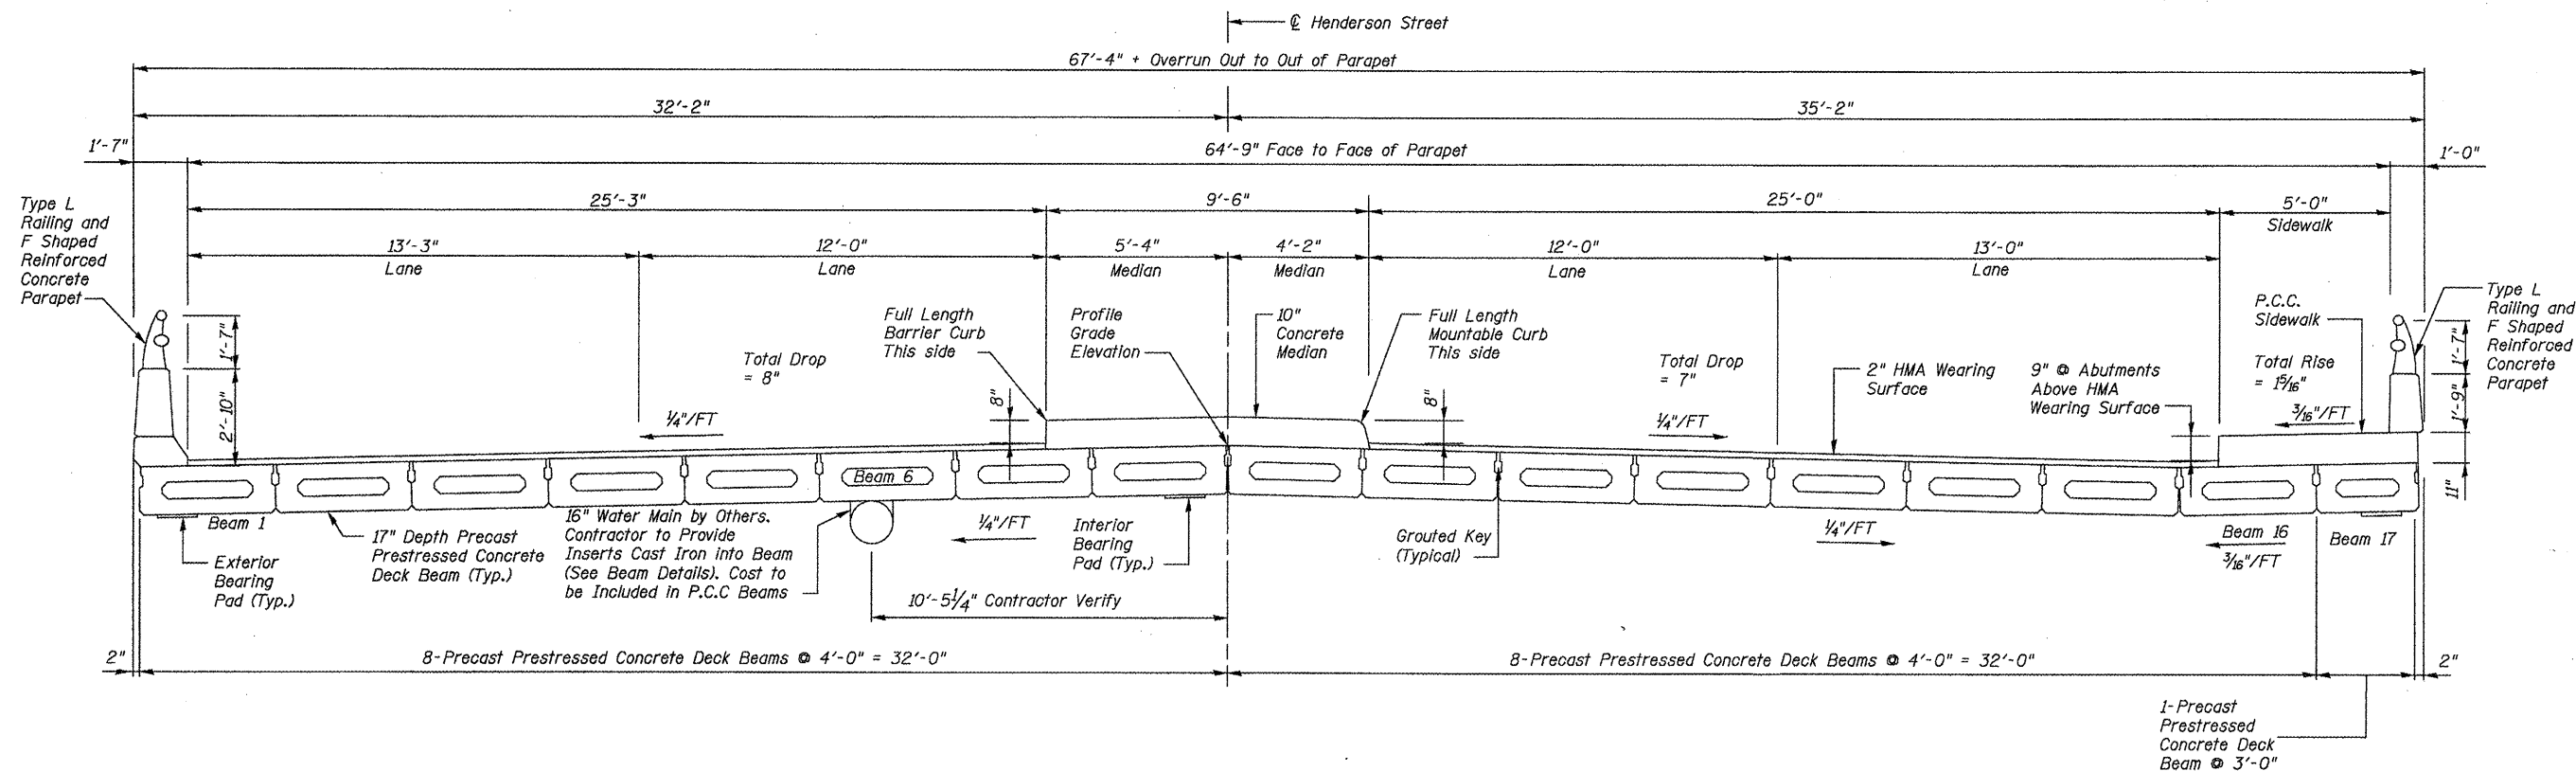 ℄ Henderson Street
67'-4" + Overrun Out to Out of Parapet
32'-2"
35'-2"
1'-7"
64'-9" Face to Face of Parapet
1'-0"
25'-3"
9'-6"
25'-0"
5'-0"
Sidewalk
13'-3"
Lane
12'-0"
Lane
5'-4"
Median
4'-2"
Median
12'-0"
Lane
13'-0"
Lane
Type L
Railing and
F Shaped
Reinforced
Concrete
Parapet
1'-7"
2'-10"
Total Drop
= 8"
Full Length
Barrier Curb
This side
Profile
Grade
Elevation
10"
Concrete
Median
Full Length
Mountable Curb
This side
8"
8"
Total Drop
= 7"
2" HMA Wearing
Surface
9" @ Abutments
Above HMA
Wearing Surface
P.C.C.
Sidewalk
Total Rise
= 1 5/16"
3/16"/FT
Type L
Railing and
F Shaped
Reinforced
Concrete
Parapet
1'-7"
1'-9"
11"
1/4"/FT
1/4"/FT
Beam 6
Beam 1
Exterior
Bearing
Pad (Typ.)
17" Depth Precast
Prestressed Concrete
Deck Beam (Typ.)
16" Water Main by Others.
Contractor to Provide
Inserts Cast Iron into Beam
(See Beam Details). Cost to
be Included in P.C.C Beams
1/4"/FT
Interior
Bearing
Pad (Typ.)
Grouted Key
(Typical)
1/4"/FT
Beam 16
3/16"/FT
Beam 17
10'-5 1/4" Contractor Verify
2"
8-Precast Prestressed Concrete Deck Beams @ 4'-0" = 32'-0"
8-Precast Prestressed Concrete Deck Beams @ 4'-0" = 32'-0"
2"
1-Precast
Prestressed
Concrete Deck
Beam @ 3'-0"